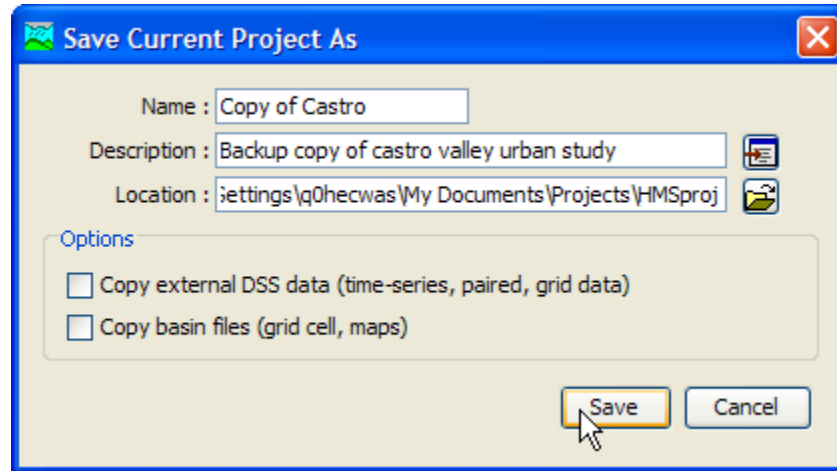 Save Current Project As
Name : Copy of Castro
Description : Backup copy of castro valley urban study
Location : Settings\q0hecwas\My Documents\Projects\HMSproj
Options
Copy external DSS data (time-series, paired, grid data)
Copy basin files (grid cell, maps)
Save Cancel